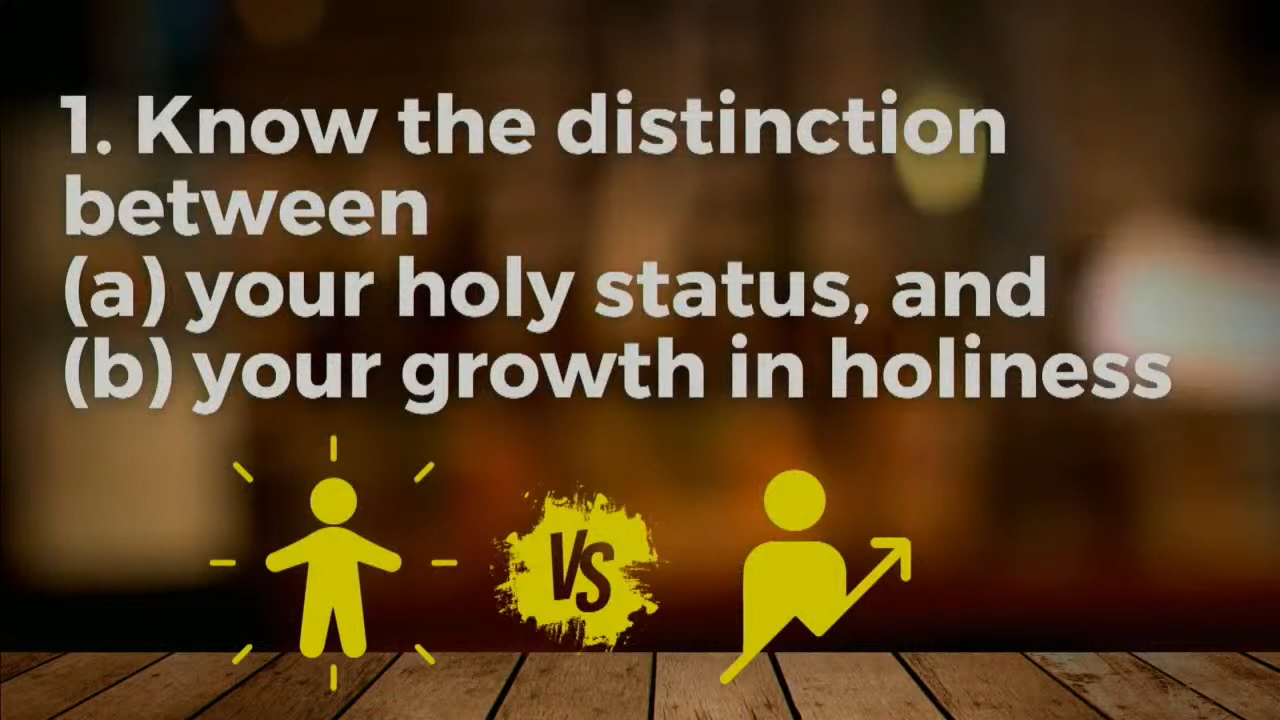 1. Know the distinction
between
(a) your holy status, and
(b) your growth in holiness
VS